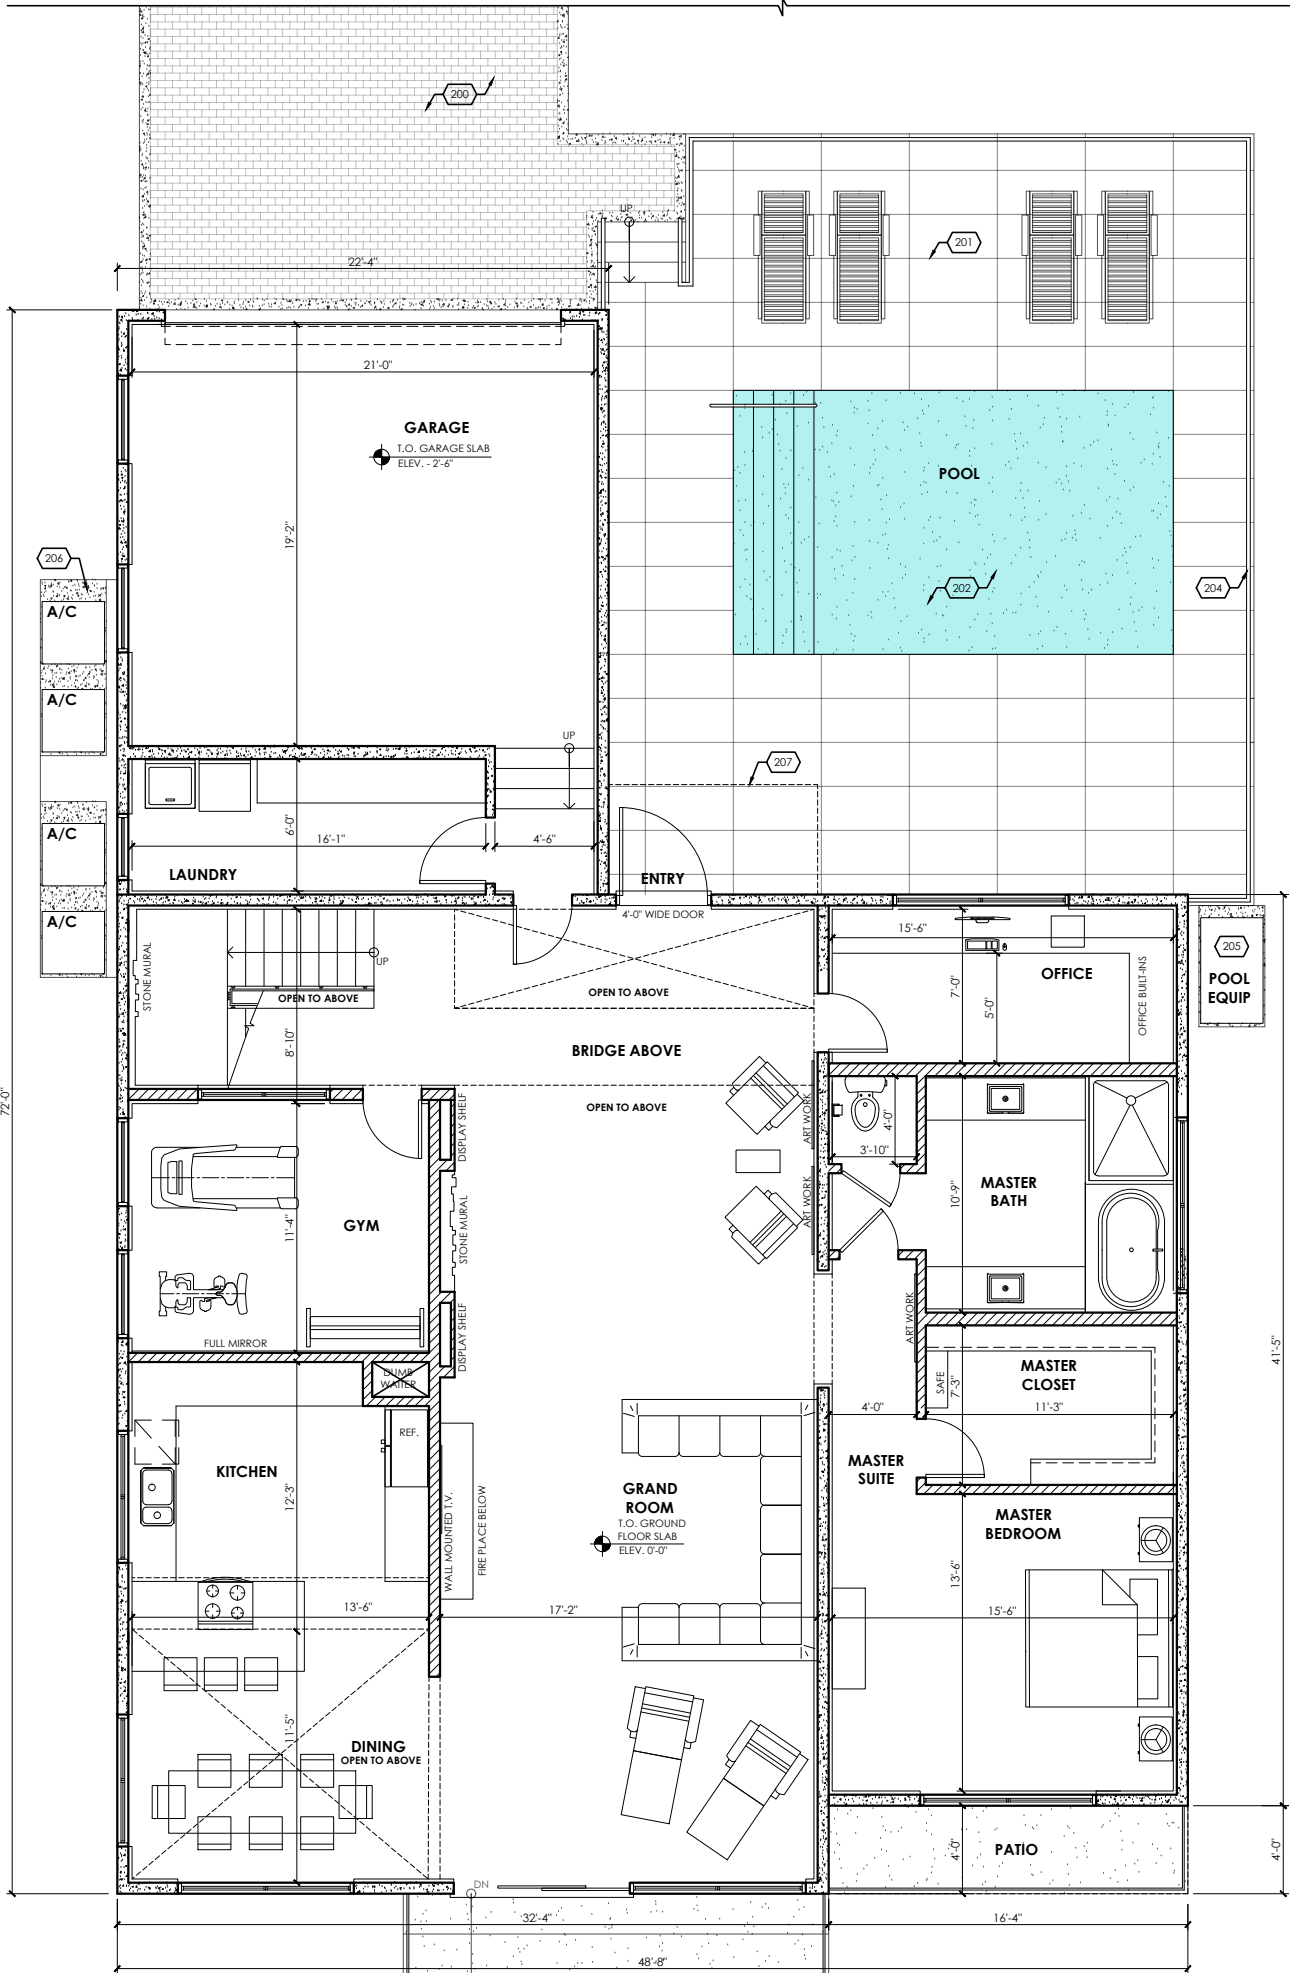 200
UP
201
22'-4"
21'-0"
GARAGE
T.O. GARAGE SLAB
ELEV. - 2'-6"
POOL
19'-2"
206
202
204
A/C
A/C
UP
207
A/C
6'-0"
16'-1"
4'-6"
LAUNDRY
ENTRY
A/C
4'-0" WIDE DOOR
15'-6"
205
POOL
EQUIP
STONE MURAL
UP
OPEN TO ABOVE
OPEN TO ABOVE
7'-0"
5'-0"
OFFICE
OFFICE BUILT-INS
8'-10"
BRIDGE ABOVE
72'-0"
OPEN TO ABOVE
DISPLAY SHELF
ART WORK
4'-0"
3'-10"
MASTER
BATH
10'-9"
11'-4"
GYM
STONE MURAL
ART WORK
ART WORK
FULL MIRROR
DISPLAY SHELF
41'-5"
DUMB
WAITER
MASTER
CLOSET
SAFE
7'-3"
4'-0"
11'-3"
REF.
KITCHEN
12'-3"
MASTER
SUITE
GRAND
ROOM
T.O. GROUND
FLOOR SLAB
ELEV. 0'-0"
WALL MOUNTED T.V.
FIRE PLACE BELOW
MASTER
BEDROOM
13'-6"
13'-6"
17'-2"
15'-6"
11'-5"
DINING
OPEN TO ABOVE
PATIO
4'-0"
4'-0"
DN
32'-4"
16'-4"
48'-8"